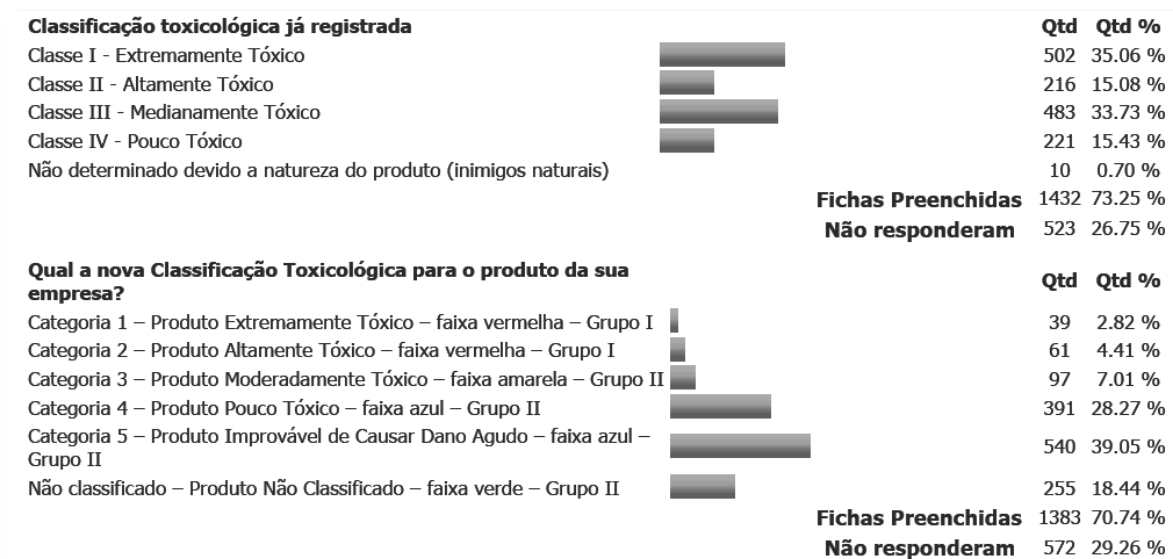 Classificação toxicológica já registrada Qtd Qtd %
Classe I - Extremamente Tóxico 502 35.06 %
Classe II - Altamente Tóxico 216 15.08 %
Classe III - Medianamente Tóxico 483 33.73 %
Classe IV - Pouco Tóxico 221 15.43 %
Não determinado devido a natureza do produto (inimigos naturais) 10 0.70 %
Fichas Preenchidas 1432 73.25 %
Não responderam 523 26.75 %
Qual a nova Classificação Toxicológica para o produto da sua
empresa? Qtd Qtd %
Categoria 1 – Produto Extremamente Tóxico – faixa vermelha – Grupo I 39 2.82 %
Categoria 2 – Produto Altamente Tóxico – faixa vermelha – Grupo I 61 4.41 %
Categoria 3 – Produto Moderadamente Tóxico – faixa amarela – Grupo II 97 7.01 %
Categoria 4 – Produto Pouco Tóxico – faixa azul – Grupo II 391 28.27 %
Categoria 5 – Produto Improvável de Causar Dano Agudo – faixa azul –
Grupo II 540 39.05 %
Não classificado – Produto Não Classificado – faixa verde – Grupo II 255 18.44 %
Fichas Preenchidas 1383 70.74 %
Não responderam 572 29.26 %